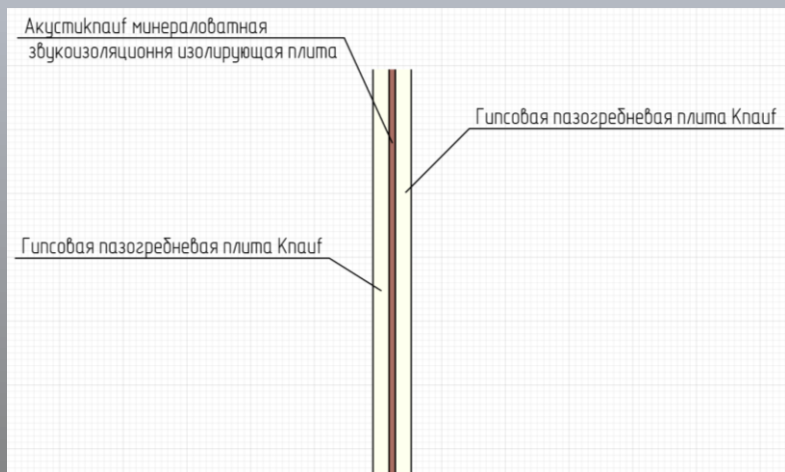 Акустикnauf минераловатная
звукоизоляционня изолирующая плита
Гипсовая пазогребневая плита Knauf
Гипсовая пазогребневая плита Knauf